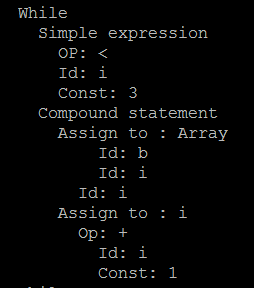 While
Simple expression
OP: <
Id: i
Const: 3
Compound statement
Assign to : Array
Id: b
Id: i
Id: i
Assign to : i
Op: +
Id: i
Const: 1